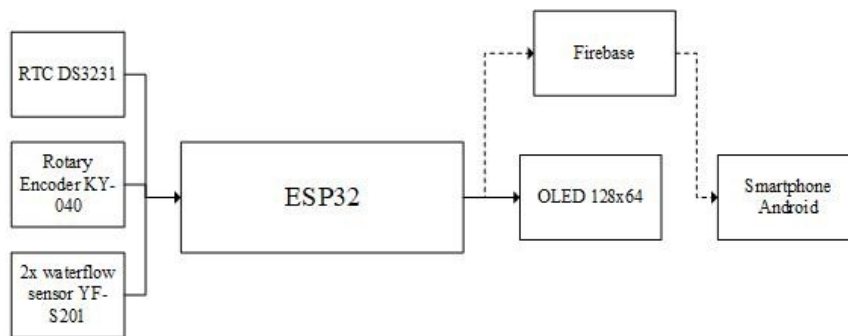 RTC DS3231
Rotary
Encoder KY-
040
2x waterflow
sensor YF-
S201
ESP32
Firebase
OLED 128x64
Smartphone
Android